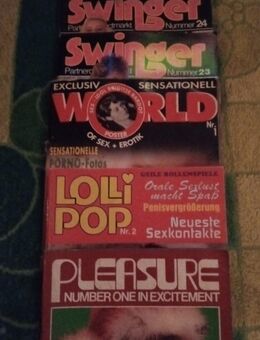 Swinger
Nummer 24
Swinger
Nummer 23
EXCLUSIV
SENSATIONELL
WORLD
POSTER
Nr. 1
OF SEX + EROTIK
SENSATIONELLE
PORNO-Fotos
LOLLI
POP
Nr. 2
GEILE ROLLENSPIELE
Orale Sexlust
macht Spaß
Penisvergrößerung
Neueste
Sexkontakte
PLEASURE
NUMBER ONE IN EXCITEMENT